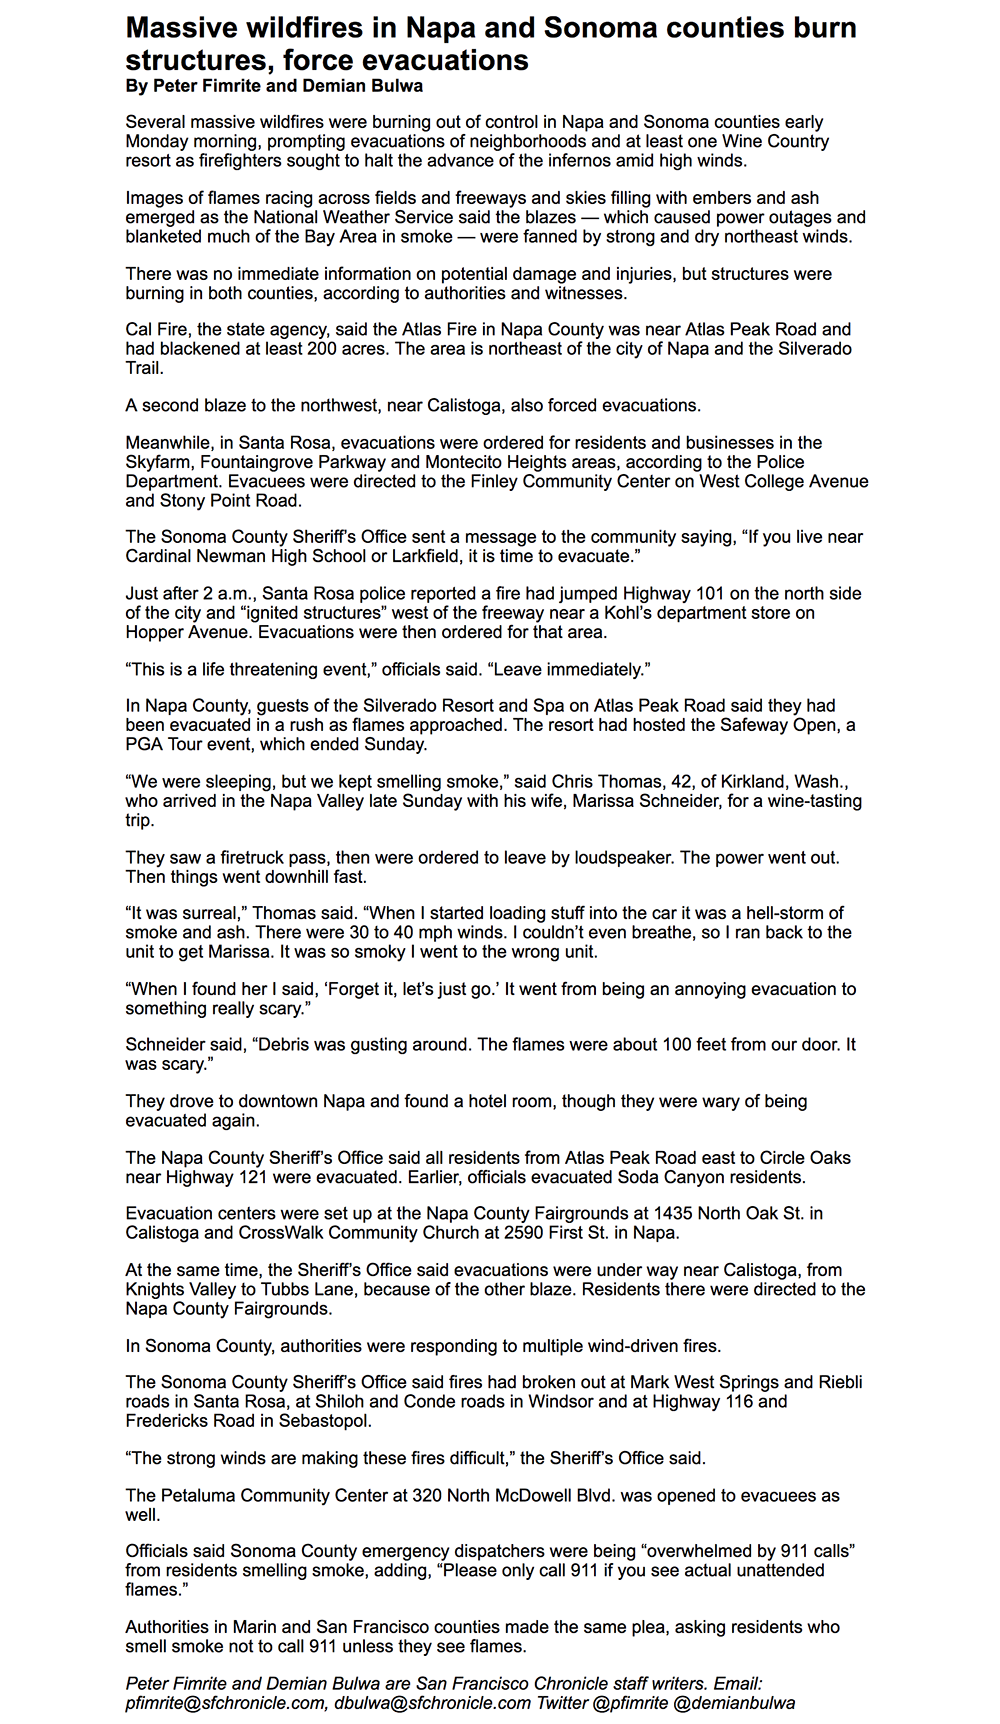 Massive wildfires in Napa and Sonoma counties burn
structures, force evacuations
By Peter Fimrite and Demian Bulwa
Several massive wildfires were burning out of control in Napa and Sonoma counties early
Monday morning, prompting evacuations of neighborhoods and at least one Wine Country
resort as firefighters sought to halt the advance of the infernos amid high winds.
Images of flames racing across fields and freeways and skies filling with embers and ash
emerged as the National Weather Service said the blazes — which caused power outages and
blanketed much of the Bay Area in smoke — were fanned by strong and dry northeast winds.
There was no immediate information on potential damage and injuries, but structures were
burning in both counties, according to authorities and witnesses.
Cal Fire, the state agency, said the Atlas Fire in Napa County was near Atlas Peak Road and
had blackened at least 200 acres. The area is northeast of the city of Napa and the Silverado
Trail.
A second blaze to the northwest, near Calistoga, also forced evacuations.
Meanwhile, in Santa Rosa, evacuations were ordered for residents and businesses in the
Skyfarm, Fountaingrove Parkway and Montecito Heights areas, according to the Police
Department. Evacuees were directed to the Finley Community Center on West College Avenue
and Stony Point Road.
The Sonoma County Sheriff’s Office sent a message to the community saying, “If you live near
Cardinal Newman High School or Larkfield, it is time to evacuate.”
Just after 2 a.m., Santa Rosa police reported a fire had jumped Highway 101 on the north side
of the city and “ignited structures” west of the freeway near a Kohl’s department store on
Hopper Avenue. Evacuations were then ordered for that area.
“This is a life threatening event,” officials said. “Leave immediately.”
In Napa County, guests of the Silverado Resort and Spa on Atlas Peak Road said they had
been evacuated in a rush as flames approached. The resort had hosted the Safeway Open, a
PGA Tour event, which ended Sunday.
“We were sleeping, but we kept smelling smoke,” said Chris Thomas, 42, of Kirkland, Wash.,
who arrived in the Napa Valley late Sunday with his wife, Marissa Schneider, for a wine-tasting
trip.
They saw a firetruck pass, then were ordered to leave by loudspeaker. The power went out.
Then things went downhill fast.
“It was surreal,” Thomas said. “When I started loading stuff into the car it was a hell-storm of
smoke and ash. There were 30 to 40 mph winds. I couldn’t even breathe, so I ran back to the
unit to get Marissa. It was so smoky I went to the wrong unit.
“When I found her I said, ‘Forget it, let’s just go.’ It went from being an annoying evacuation to
something really scary.”
Schneider said, “Debris was gusting around. The flames were about 100 feet from our door. It
was scary.”
They drove to downtown Napa and found a hotel room, though they were wary of being
evacuated again.
The Napa County Sheriff’s Office said all residents from Atlas Peak Road east to Circle Oaks
near Highway 121 were evacuated. Earlier, officials evacuated Soda Canyon residents.
Evacuation centers were set up at the Napa County Fairgrounds at 1435 North Oak St. in
Calistoga and CrossWalk Community Church at 2590 First St. in Napa.
At the same time, the Sheriff’s Office said evacuations were under way near Calistoga, from
Knights Valley to Tubbs Lane, because of the other blaze. Residents there were directed to the
Napa County Fairgrounds.
In Sonoma County, authorities were responding to multiple wind-driven fires.
The Sonoma County Sheriff’s Office said fires had broken out at Mark West Springs and Riebli
roads in Santa Rosa, at Shiloh and Conde roads in Windsor and at Highway 116 and
Fredericks Road in Sebastopol.
“The strong winds are making these fires difficult,” the Sheriff’s Office said.
The Petaluma Community Center at 320 North McDowell Blvd. was opened to evacuees as
well.
Officials said Sonoma County emergency dispatchers were being “overwhelmed by 911 calls”
from residents smelling smoke, adding, “Please only call 911 if you see actual unattended
flames.”
Authorities in Marin and San Francisco counties made the same plea, asking residents who
smell smoke not to call 911 unless they see flames.
Peter Fimrite and Demian Bulwa are San Francisco Chronicle staff writers. Email:
pfimrite@sfchronicle.com, dbulwa@sfchronicle.com Twitter @pfimrite @demianbulwa